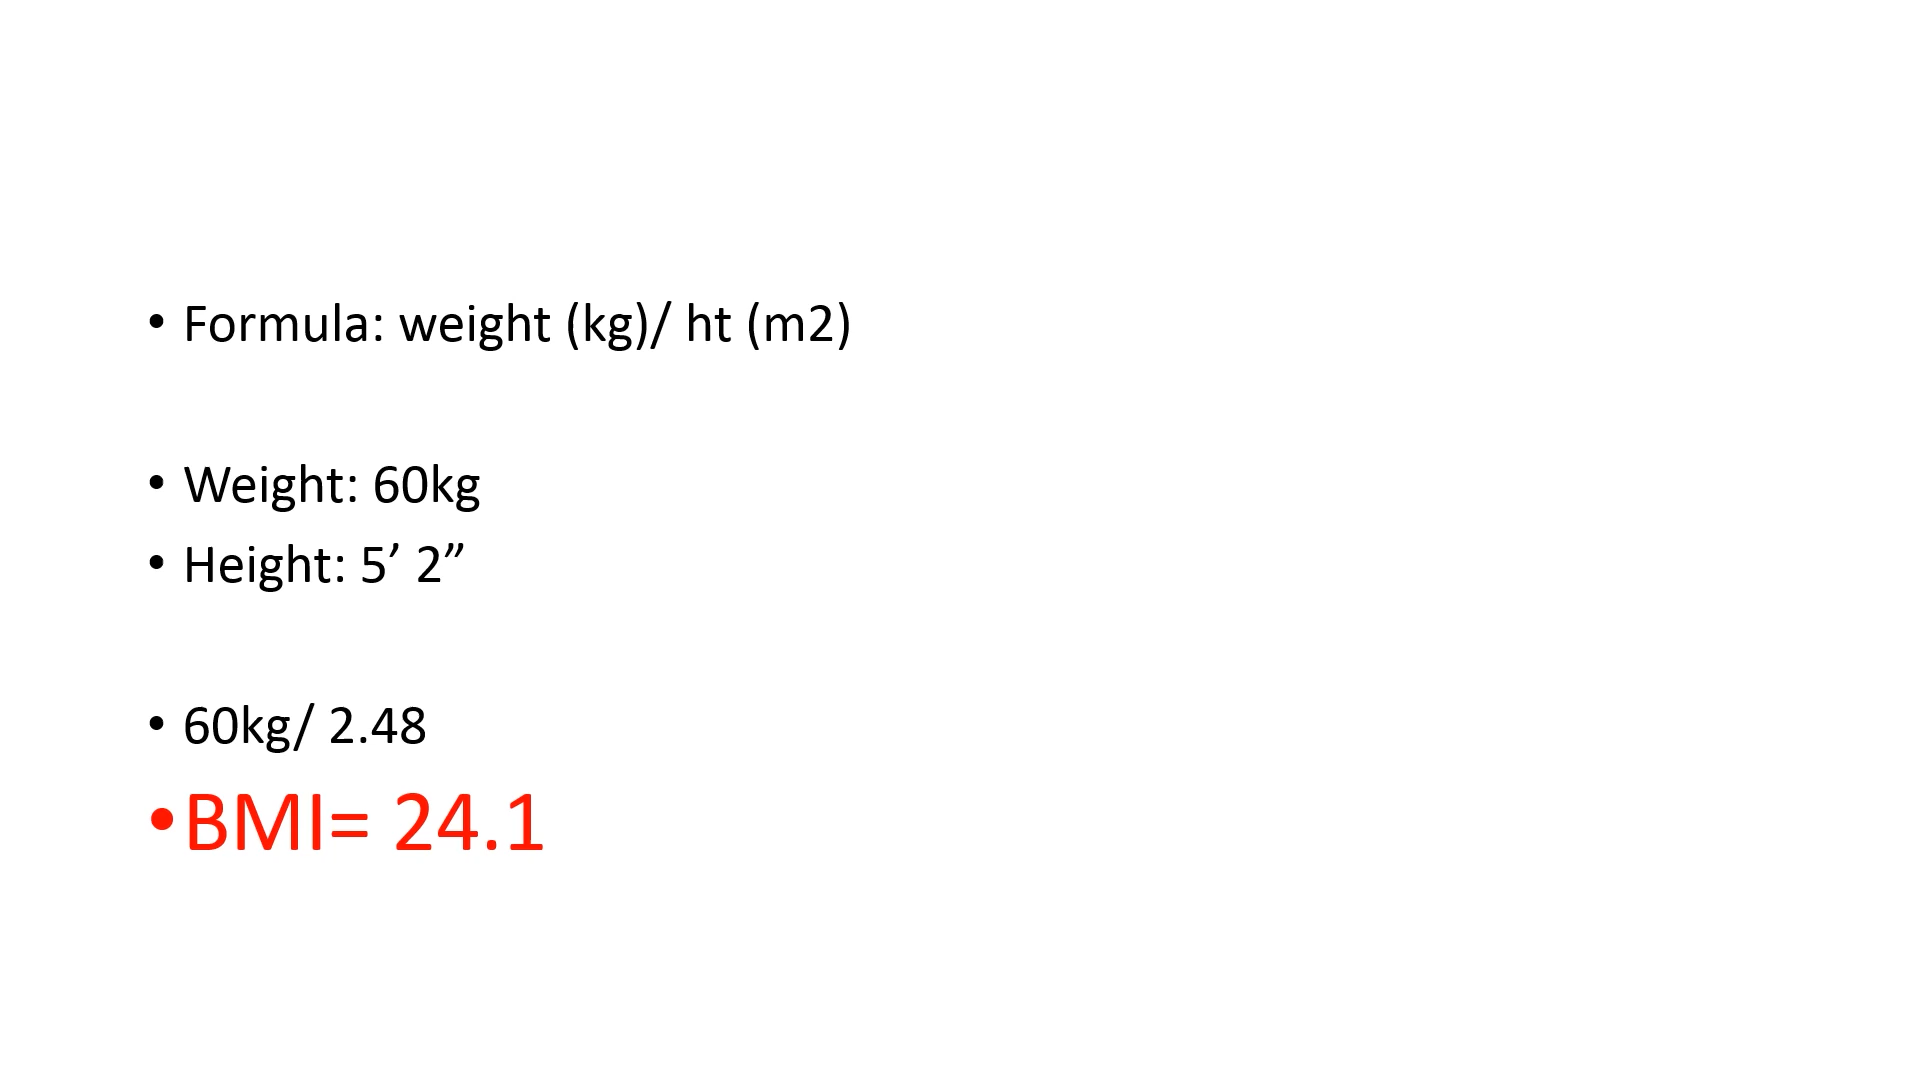 • Formula: weight (kg)/ ht (m2)
• Weight: 60kg
• Height: 5’ 2”
• 60kg/ 2.48
• BMI= 24.1